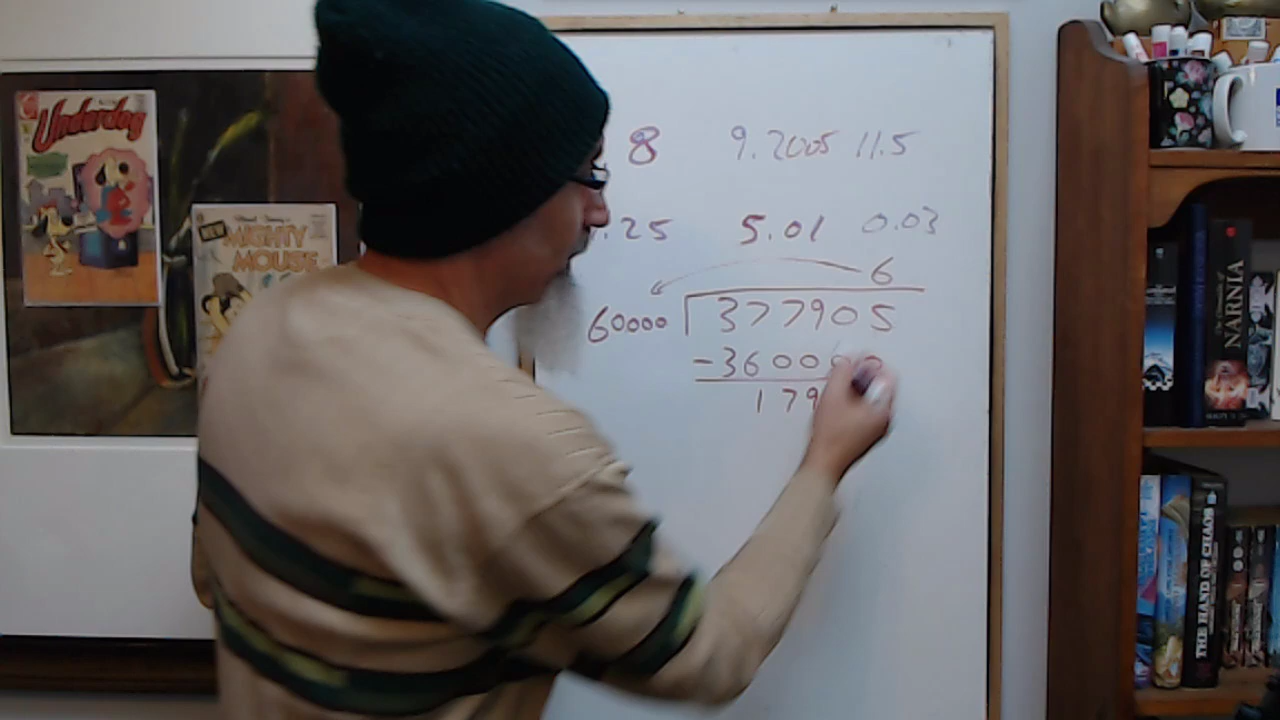 Underdog
NEW
MIGHTY
MOUSE
8 9.2005 11.5
.25 5.01 0.03
6
60000 377905
-3600
179
NARNIA
THE HAND OF CHAOS